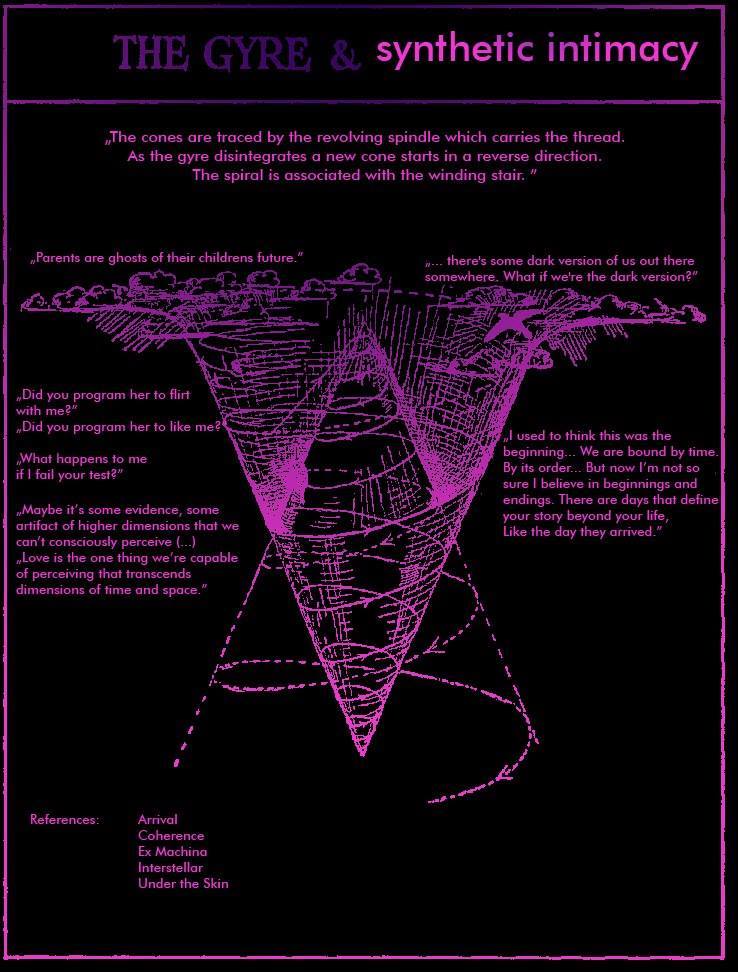 THE GYRE & synthetic intimacy
„The cones are traced by the revolving spindle which carries the thread.
As the gyre disintegrates a new cone starts in a reverse direction.
The spiral is associated with the winding stair. ”
„Parents are ghosts of their childrens future.”
„... there's some dark version of us out there
somewhere. What if we're the dark version?”
„Did you program her to flirt
with me?”
„Did you program her to like me?
„What happens to me
if I fail your test?”
„Maybe it’s some evidence, some
artifact of higher dimensions that we
can’t consciously perceive (...)
„Love is the one thing we’re capable
of perceiving that transcends
dimensions of time and space.”
„I used to think this was the
beginning... We are bound by time.
By its order... But now I’m not so
sure I believe in beginnings and
endings. There are days that define
your story beyond your life,
Like the day they arrived.”
References: Arrival
Coherence
Ex Machina
Interstellar
Under the Skin